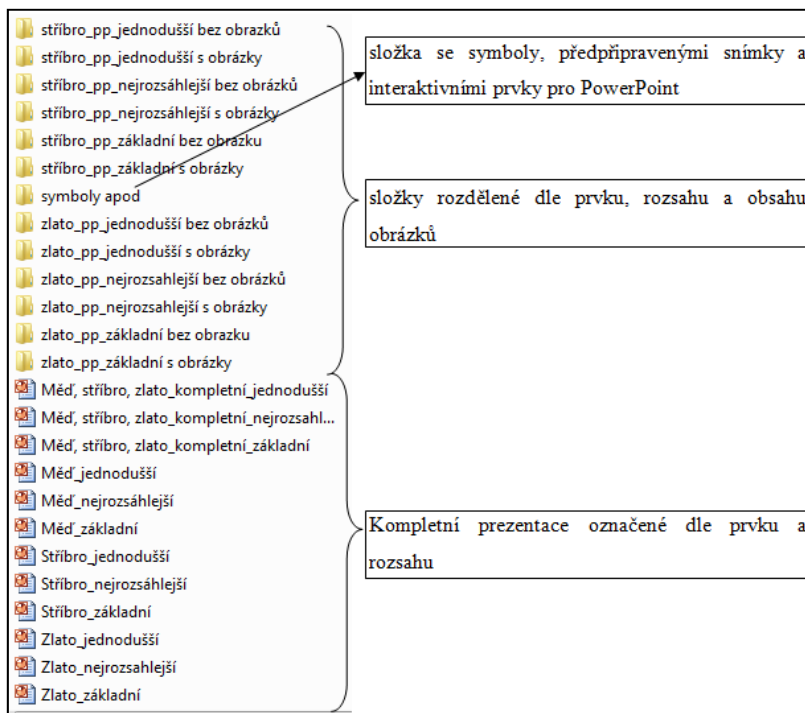 stříbro_pp_jednodušší bez obrazků
stříbro_pp_jednodušší s obrázky
stříbro_pp_nejrozsáhlejší bez obrázků
stříbro_pp_nejrozsáhlejší s obrázky
stříbro_pp_základní bez obrazku
stříbro_pp_základní s obrázky
symboly apod
zlato_pp_jednodušší bez obrázků
zlato_pp_jednodušší s obrázky
zlato_pp_nejrozsahlejší bez obrázků
zlato_pp_nejrozsahlejší s obrázky
zlato_pp_základní bez obrazku
zlato_pp_základní s obrázky
Měď, stříbro, zlato_kompletní_jednodušší
Měď, stříbro, zlato_kompletní_nejrozsahl...
Měď, stříbro, zlato_kompletní_základní
Měď_jednodušší
Měď_nejrozsáhlejší
Měď_základní
Stříbro_jednodušší
Stříbro_nejrozsáhlejší
Stříbro_základní
Zlato_jednodušší
Zlato_nejrozsahlejší
Zlato_základní
složka se symboly, předpřipravenými snímky a
interaktivními prvky pro PowerPoint
složky rozdělené dle prvku, rozsahu a obsahu
obrázků
Kompletní prezentace označené dle prvku a
rozsahu